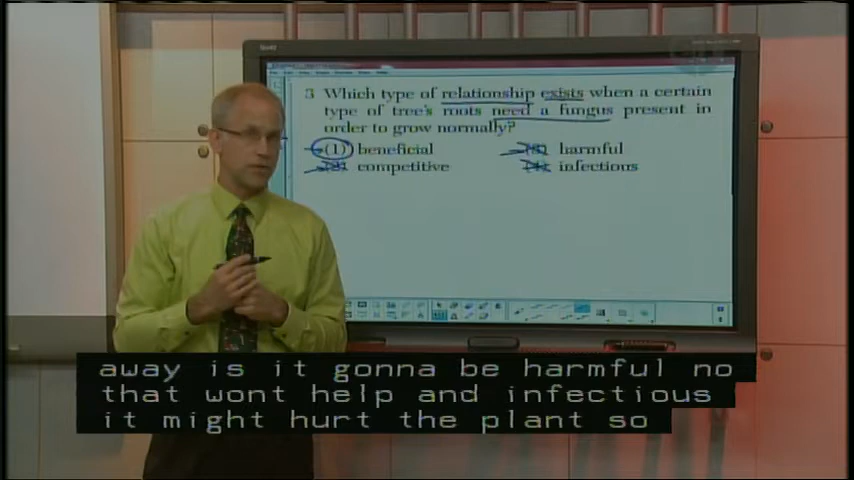 3 Which type of relationship exists when a certain
type of tree's roots need a fungus present in
order to grow normally?
(1) beneficial
(3) harmful
(2) competitive
(4) infectious
away is it gonna be harmful no
that wont help and infectious
it might hurt the plant so